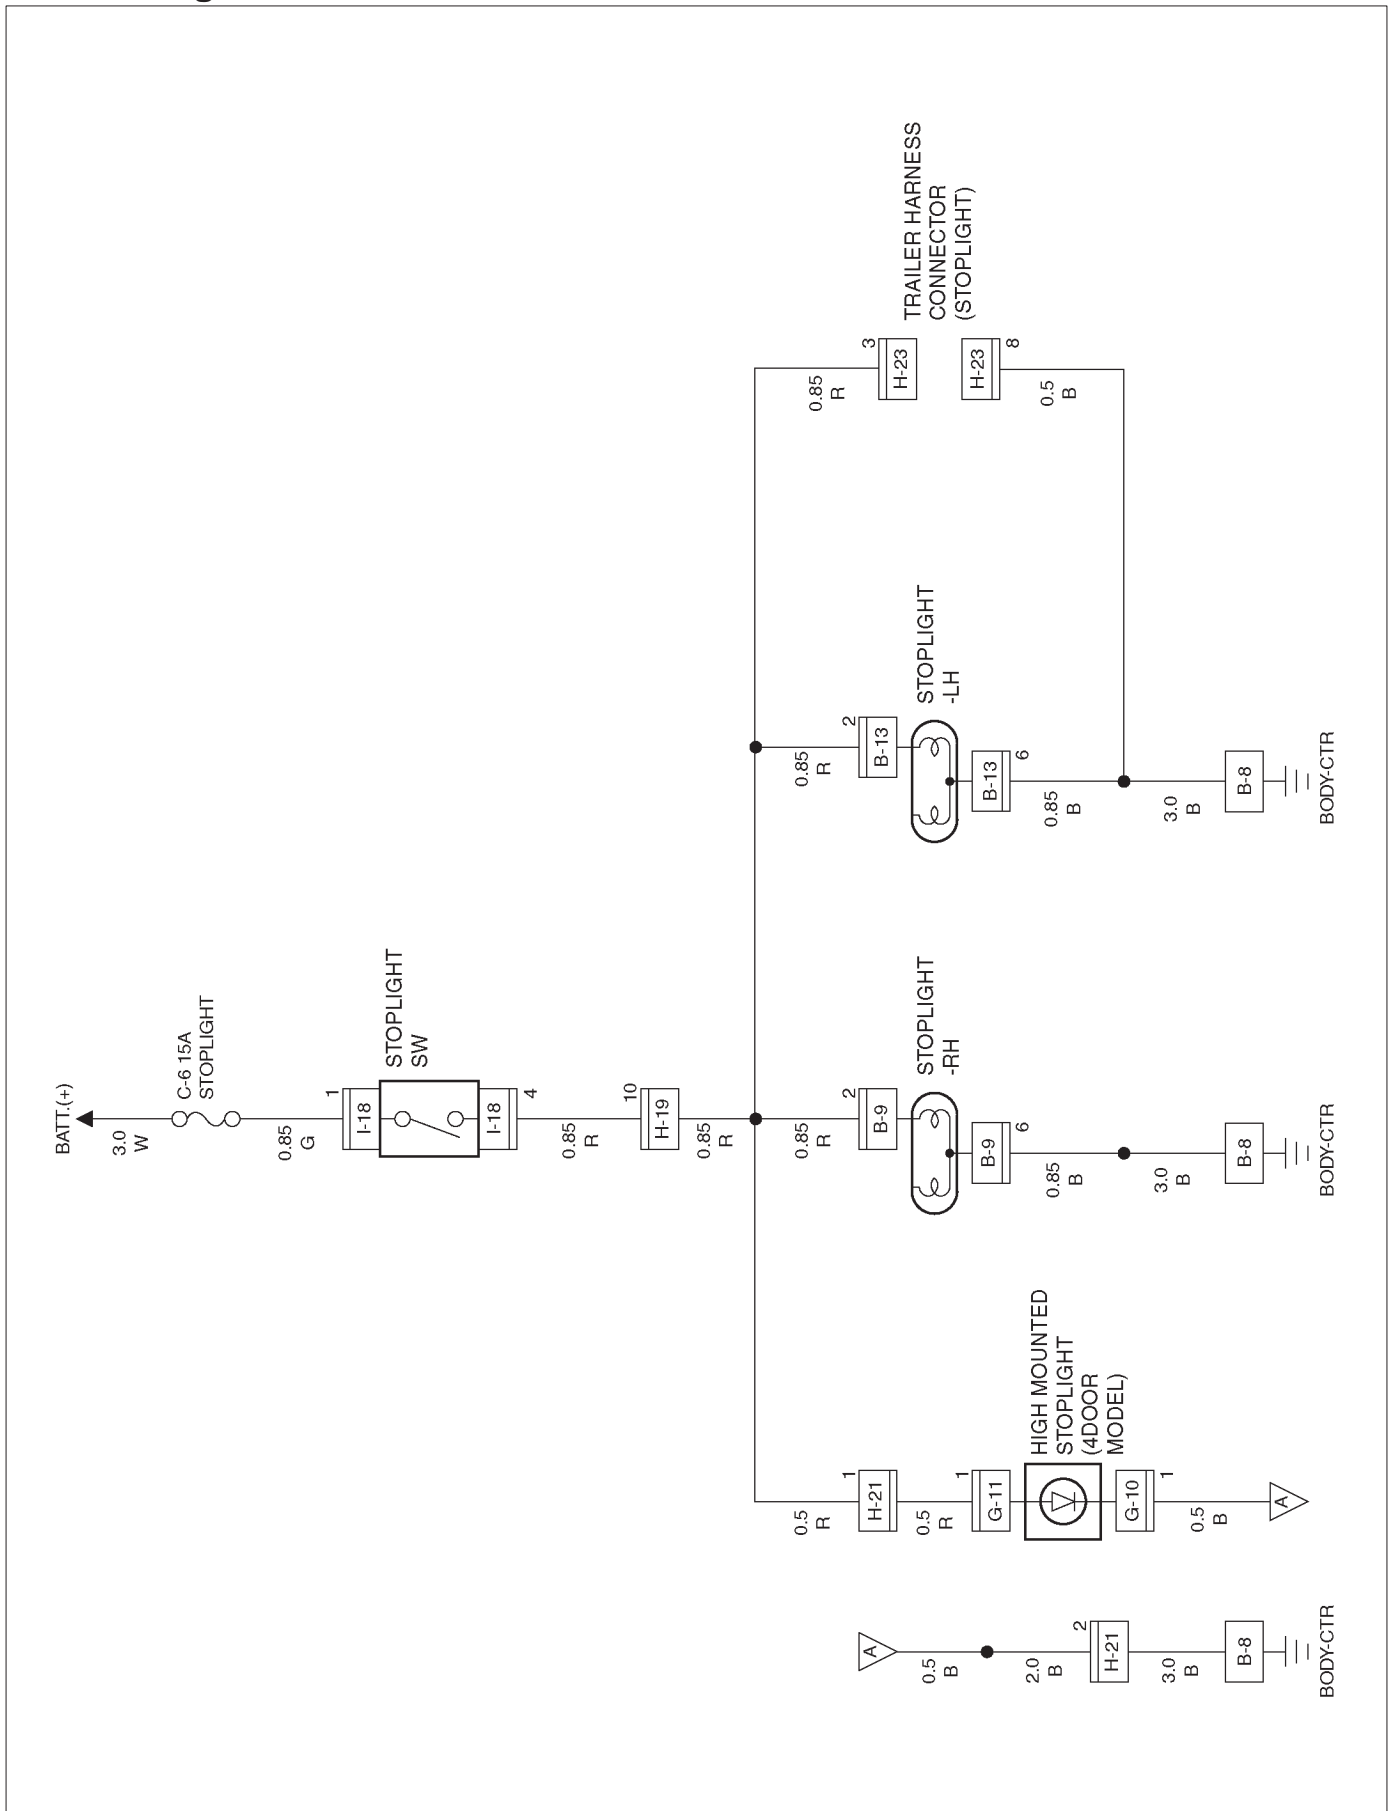 g
BATT.(+)
3.0
W
C-6 15A
STOPLIGHT
0.85
G
1
I-18
STOPLIGHT
SW
I-18
4
0.85
R
10
H-19
0.85
R
0.5
R
1
H-21
0.5
R
1
G-11
HIGH MOUNTED
STOPLIGHT
(4DOOR
MODEL)
G-10
1
0.5
B
A
A
0.5
B
2.0
B
2
H-21
3.0
B
B-8
BODY-CTR
0.85
R
2
B-9
STOPLIGHT
-RH
B-9
6
0.85
B
3.0
B
B-8
BODY-CTR
0.85
R
2
B-13
STOPLIGHT
-LH
B-13
6
0.85
B
3.0
B
B-8
BODY-CTR
0.85
R
3
H-23
TRAILER HARNESS
CONNECTOR
(STOPLIGHT)
H-23
8
0.5
B